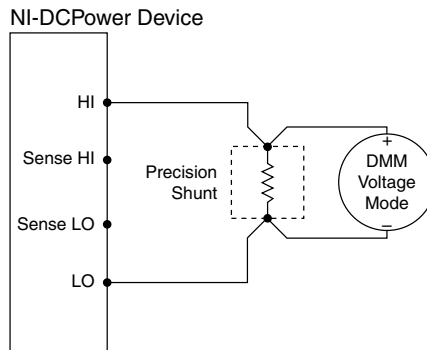 NI-DCPower Device
HI
Sense HI
Sense LO
LO
Precision
Shunt
+
DMM
Voltage
Mode
–